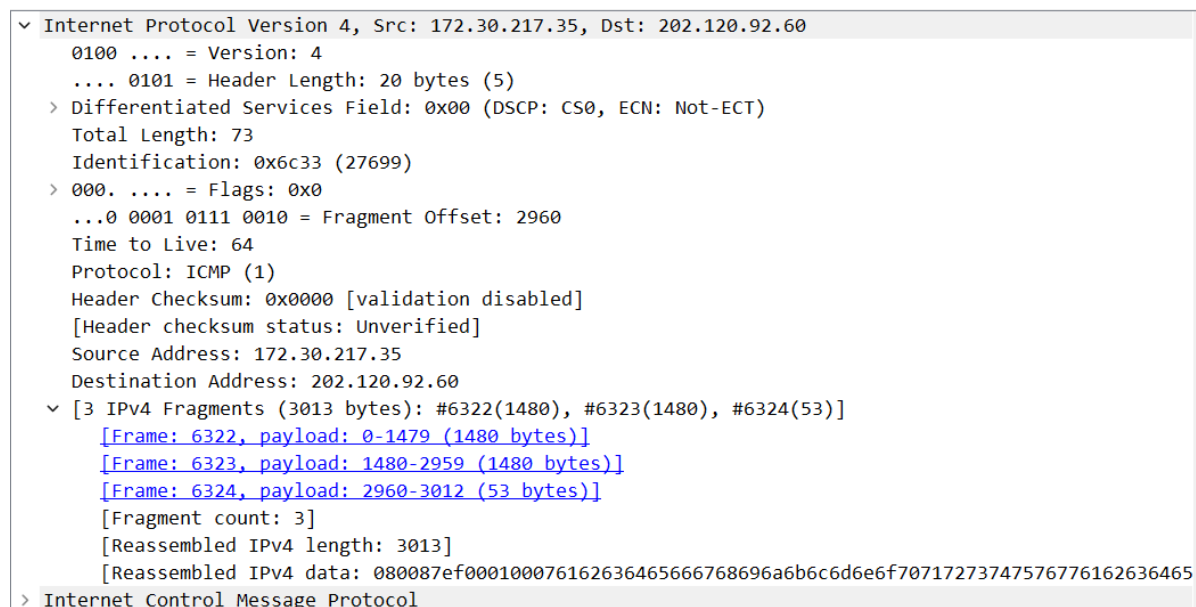 Internet Protocol Version 4, Src: 172.30.217.35, Dst: 202.120.92.60
0100 .... = Version: 4
.... 0101 = Header Length: 20 bytes (5)
Differentiated Services Field: 0x00 (DSCP: CS0, ECN: Not-ECT)
Total Length: 73
Identification: 0x6c33 (27699)
000. .... = Flags: 0x0
...0 0001 0111 0010 = Fragment Offset: 2960
Time to Live: 64
Protocol: ICMP (1)
Header Checksum: 0x0000 [validation disabled]
[Header checksum status: Unverified]
Source Address: 172.30.217.35
Destination Address: 202.120.92.60
[3 IPv4 Fragments (3013 bytes): #6322(1480), #6323(1480), #6324(53)]
[Frame: 6322, payload: 0-1479 (1480 bytes)]
[Frame: 6323, payload: 1480-2959 (1480 bytes)]
[Frame: 6324, payload: 2960-3012 (53 bytes)]
[Fragment count: 3]
[Reassembled IPv4 length: 3013]
[Reassembled IPv4 data: 080087ef000100076162636465666768696a6b6c6d6e6f70717273747576776162636465
Internet Control Message Protocol